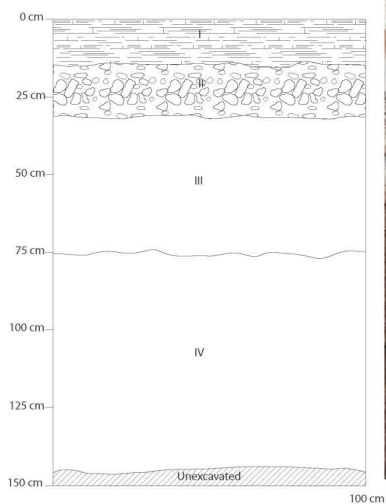 0 cm
I
II
25 cm
50 cm
III
75 cm
100 cm
IV
125 cm
Unexcavated
150 cm
100 cm